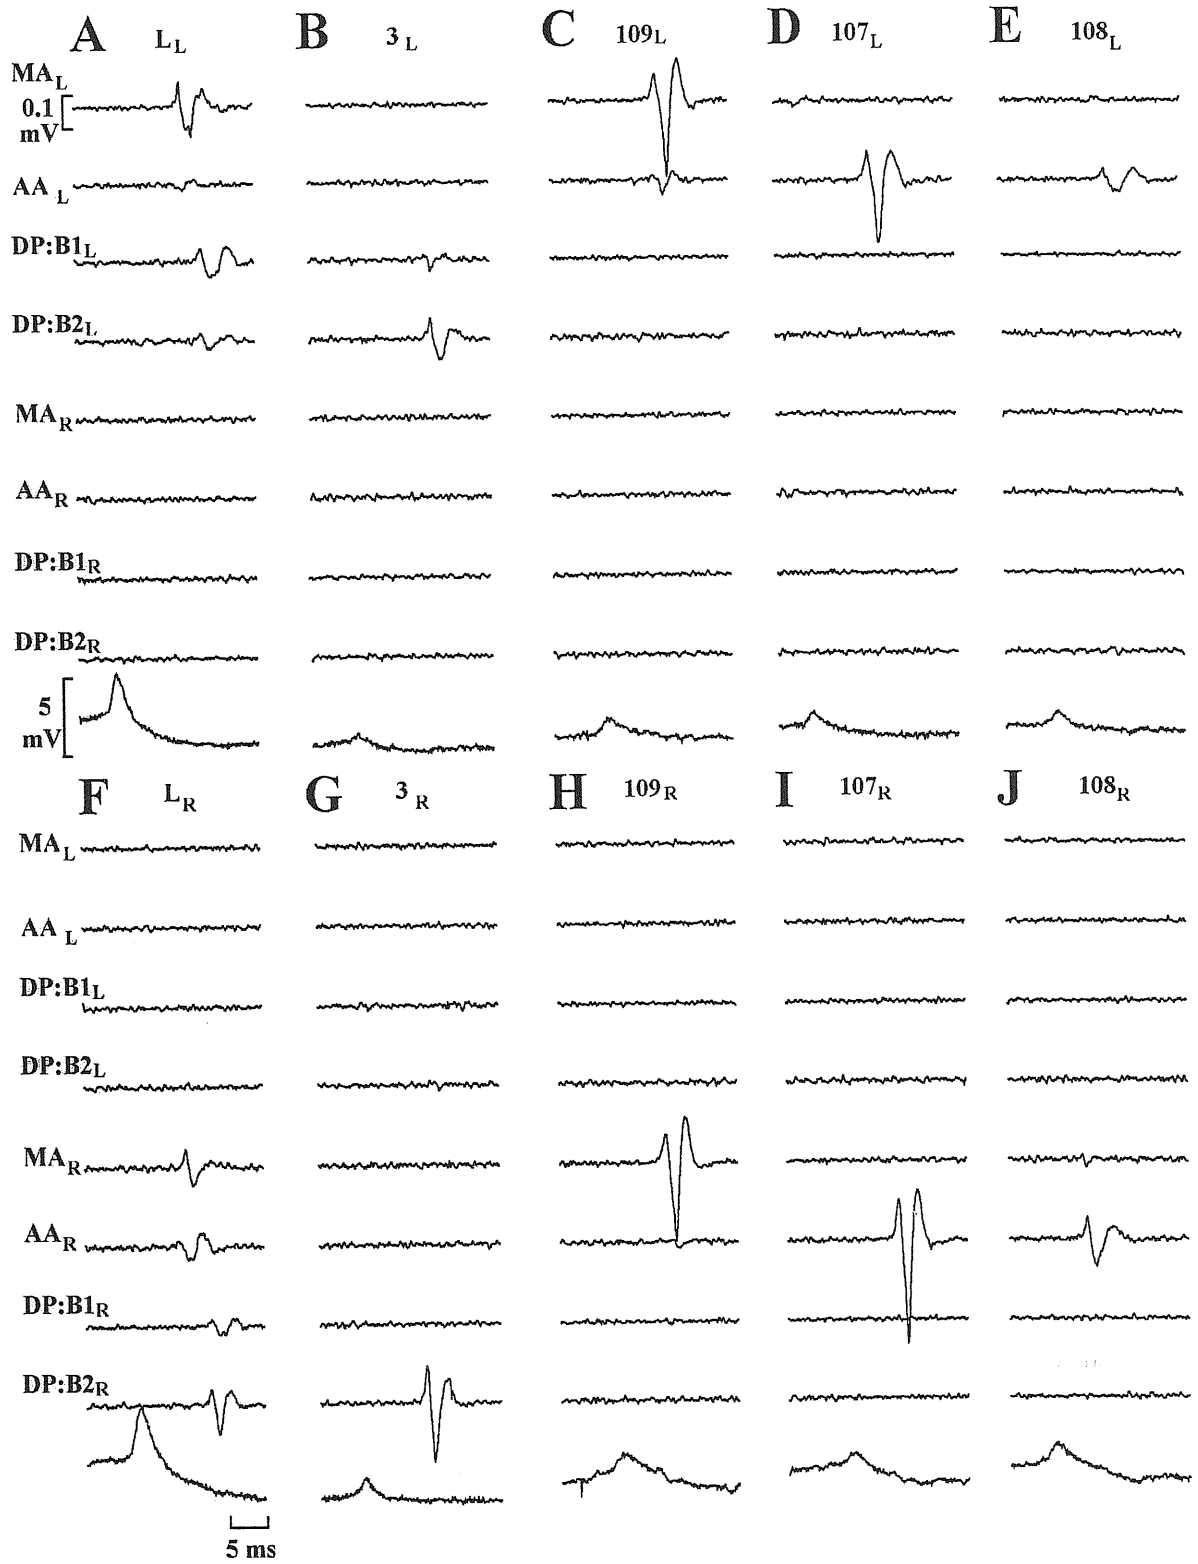 A L_L B 3_L C 109_L D 107_L E 108_L
MA_L
0.1
mV
AA_L
DP:B1_L
DP:B2_L
MA_R
AA_R
DP:B1_R
DP:B2_R
5
mV
F L_R G 3_R H 109_R I 107_R J 108_R
MA_L
AA_L
DP:B1_L
DP:B2_L
MA_R
AA_R
DP:B1_R
DP:B2_R
5 ms